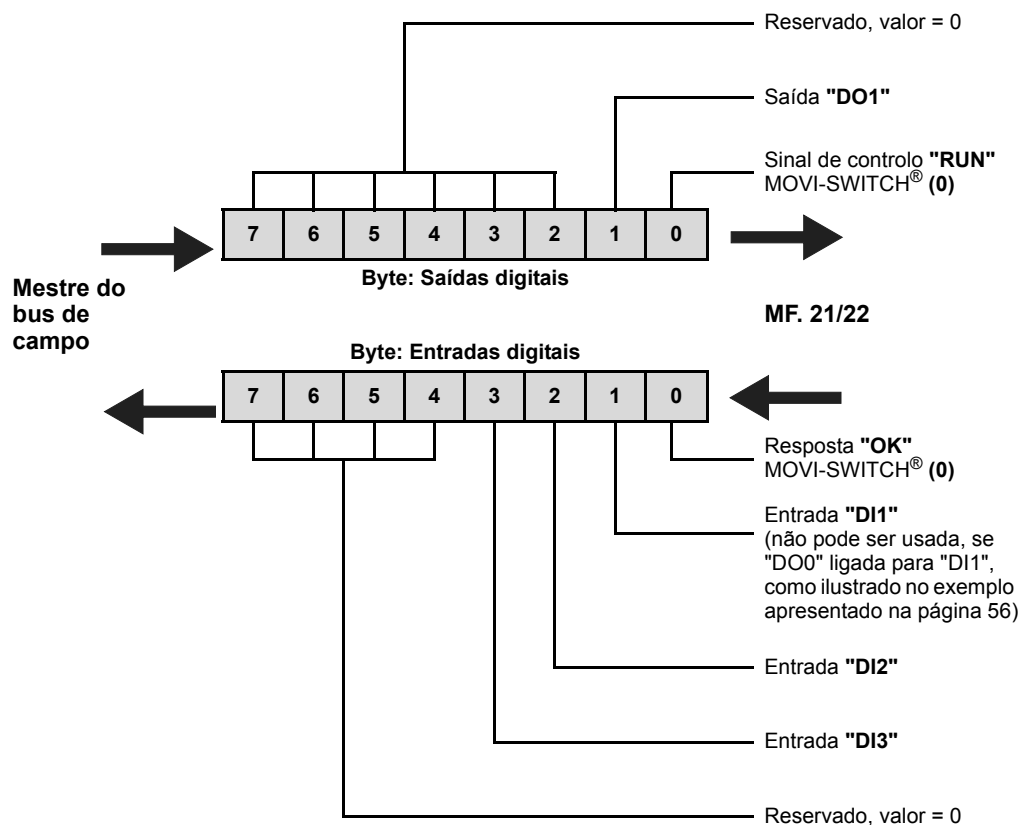 Reservado, valor = 0
Saída "DO1"
Sinal de controlo "RUN"
MOVI-SWITCH® (0)
7 6 5 4 3 2 1 0
Byte: Saídas digitais
Mestre do
bus de
campo
MF. 21/22
Byte: Entradas digitais
7 6 5 4 3 2 1 0
Resposta "OK"
MOVI-SWITCH® (0)
Entrada "DI1"
(não pode ser usada, se
"DO0" ligada para "DI1",
como ilustrado no exemplo
apresentado na página 56)
Entrada "DI2"
Entrada "DI3"
Reservado, valor = 0